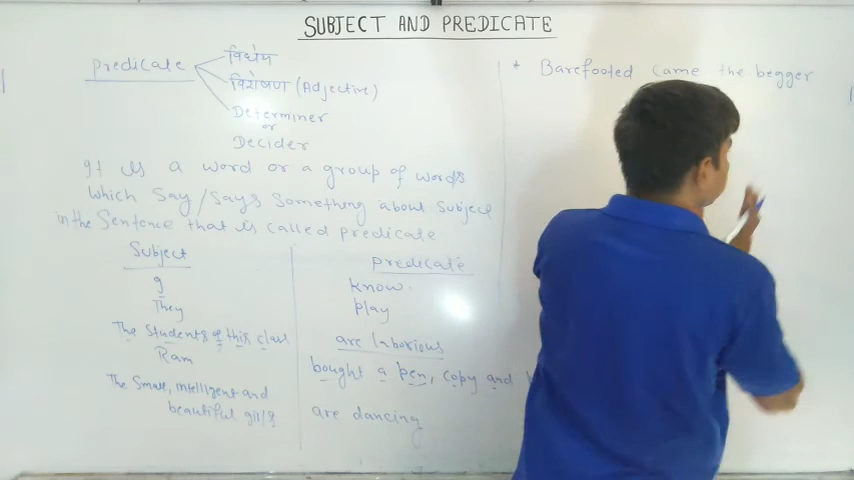 SUBJECT AND PREDICATE
predicate
विधेय
विशेषण (Adjective)
Determiner
or
Decider
It is a word or a group of words
which say/says something about subject
in the sentence that is called predicate
Subject
predicate
I
know
They
play
The students of this class
are laborious
Ram
bought a pen, copy and
The small, intelligent and
beautiful girls
are dancing
* Barefooted came the begger